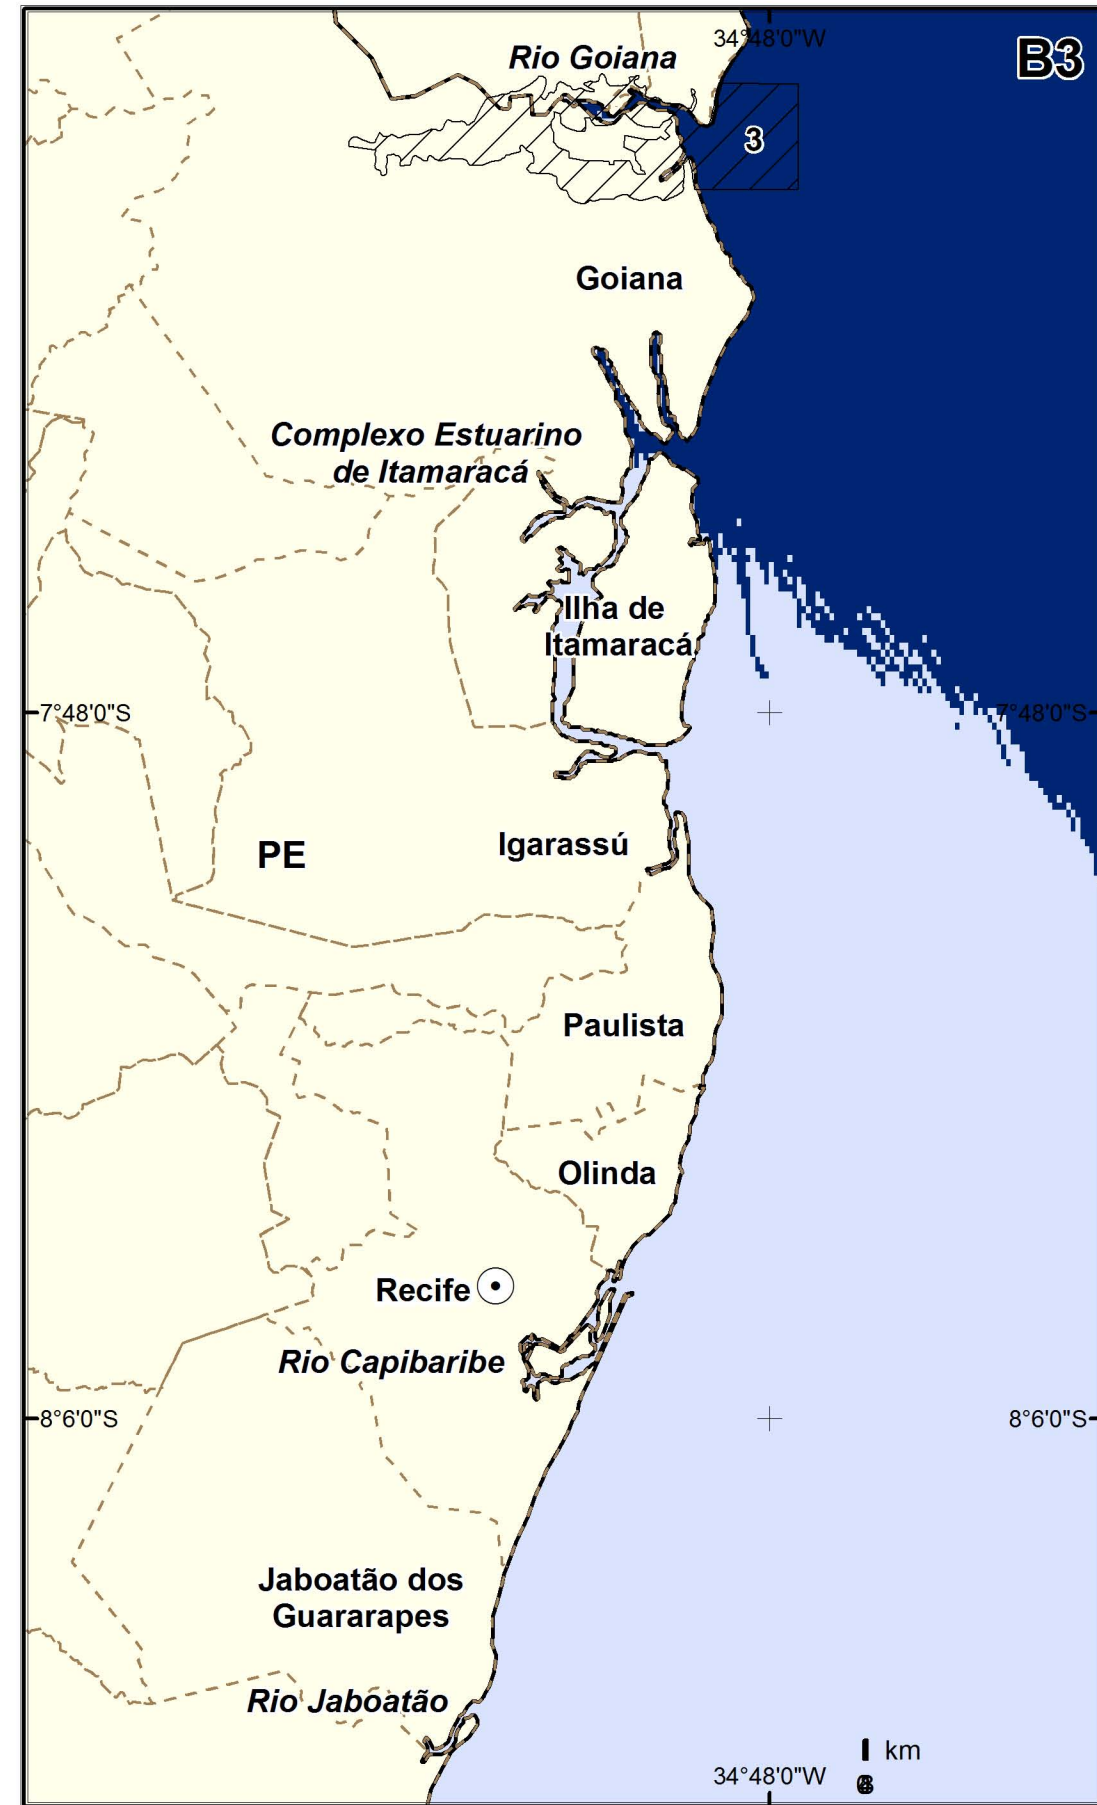 34°48'0"W
B3
Rio Goiana
3
Goiana
Complexo Estuarino
de Itamaracá
Ilha de
Itamaracá
7°48'0"S
7°48'0"S
Igarassú
PE
Paulista
Olinda
Recife
Rio Capibaribe
8°6'0"S
8°6'0"S
Jaboatão dos
Guararapes
Rio Jaboatão
km
34°48'0"W